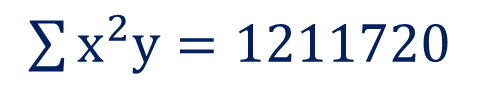 ∑ x²y = 1211720